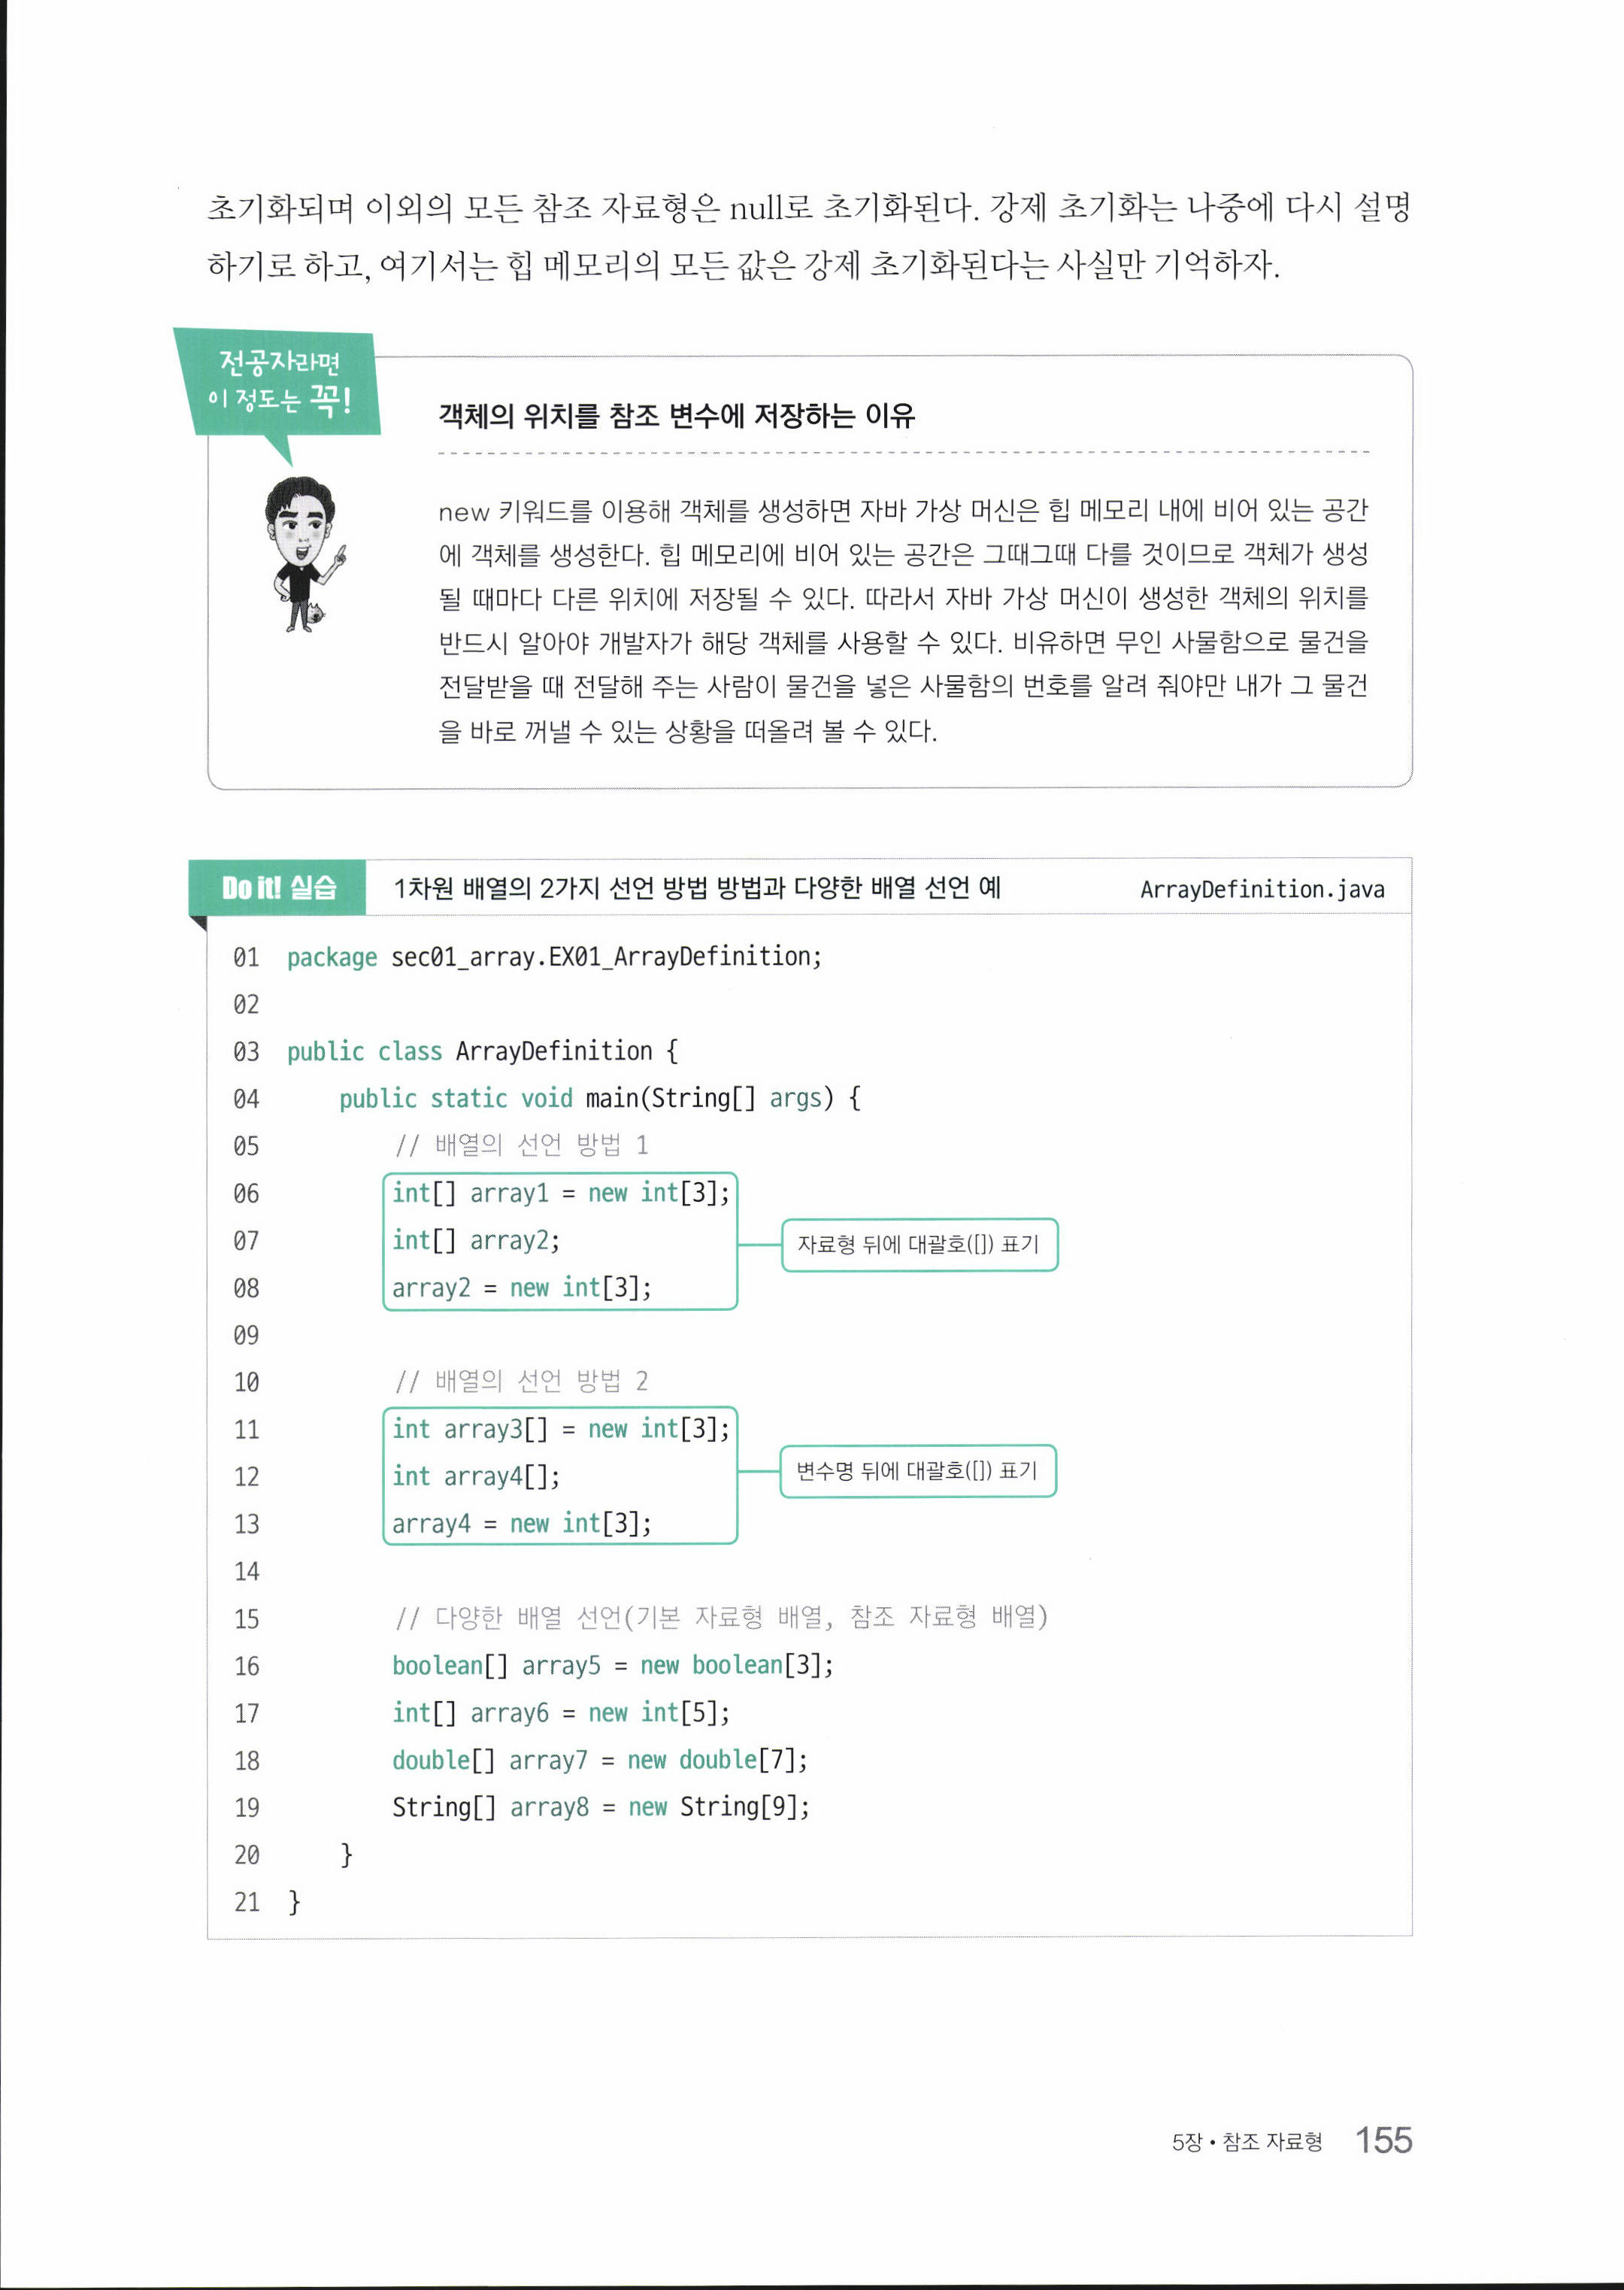 초기화되며 이외의 모든 참조 자료형은 null로 초기화된다. 강제 초기화는 나중에 다시 설명
하기로 하고, 여기서는 힙 메모리의 모든 값은 강제 초기화된다는 사실만 기억하자.
전공자라면
이 정도는 꼭!
객체의 위치를 참조 변수에 저장하는 이유
new 키워드를 이용해 객체를 생성하면 자바 가상 머신은 힙 메모리 내에 비어 있는 공간
에 객체를 생성한다. 힙 메모리에 비어 있는 공간은 그때그때 다를 것이므로 객체가 생성
될 때마다 다른 위치에 저장될 수 있다. 따라서 자바 가상 머신이 생성한 객체의 위치를
반드시 알아야 개발자가 해당 객체를 사용할 수 있다. 비유하면 무인 사물함으로 물건을
전달받을 때 전달해 주는 사람이 물건을 넣은 사물함의 번호를 알려 줘야만 내가 그 물건
을 바로 꺼낼 수 있는 상황을 떠올려 볼 수 있다.
Do it! 실습 1차원 배열의 2가지 선언 방법 방법과 다양한 배열 선언 예 ArrayDefinition.java
01 package sec01_array.EX01_ArrayDefinition;
02
03 public class ArrayDefinition {
04 public static void main(String[] args) {
05 // 배열의 선언 방법 1
06 int[] array1 = new int[3];
07 int[] array2; 자료형 뒤에 대괄호([]) 표기
08 array2 = new int[3];
09
10 // 배열의 선언 방법 2
11 int array3[] = new int[3];
12 int array4[]; 변수명 뒤에 대괄호([]) 표기
13 array4 = new int[3];
14
15 // 다양한 배열 선언(기본 자료형 배열, 참조 자료형 배열)
16 boolean[] array5 = new boolean[3];
17 int[] array6 = new int[5];
18 double[] array7 = new double[7];
19 String[] array8 = new String[9];
20 }
21 }
5장 • 참조 자료형 155